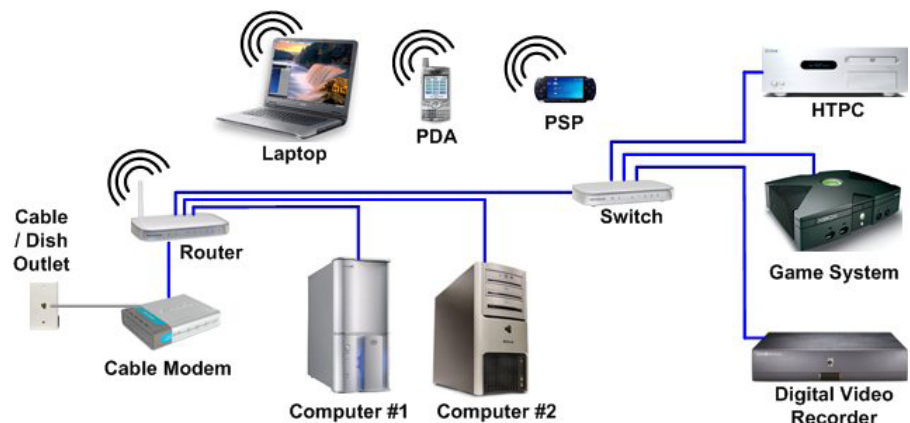 Laptop
PDA
PSP
HTPC
Cable
/ Dish
Outlet
Router
Switch
Game System
Cable Modem
Computer #1
Computer #2
Digital Video
Recorder